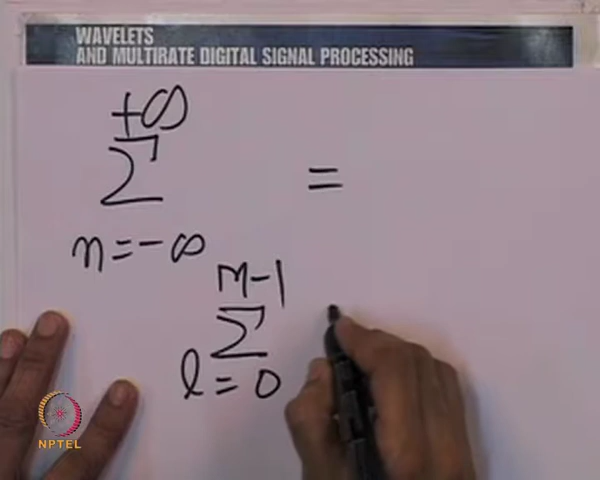 WAVELETS
AND MULTIRATE DIGITAL SIGNAL PROCESSING
+∞
Σ =
n=-∞
M-1
Σ
l=0
NPTEL